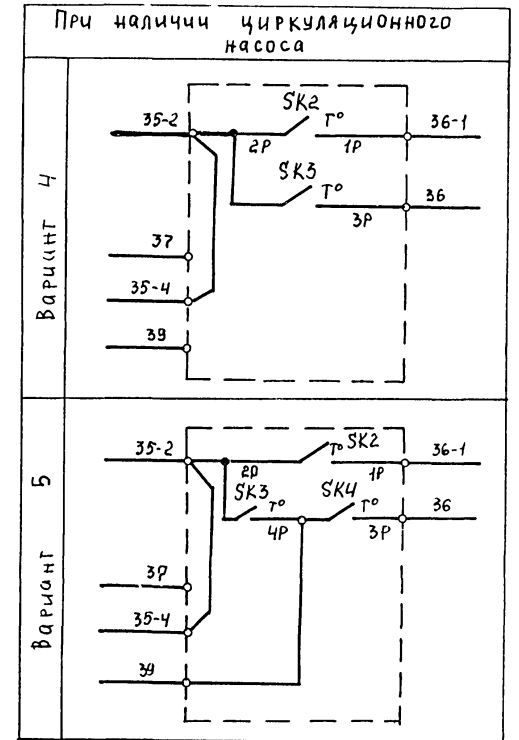 При наличии циркуляционного
насоса
Вариант 4
35-2
SK2
T°
36-1
2P
1P
SK3
T°
36
3P
37
35-4
39
Вариант 5
35-2
T° SK2
36-1
2P
1P
SK3
T°
SK4
T°
36
4P
3P
37
35-4
39